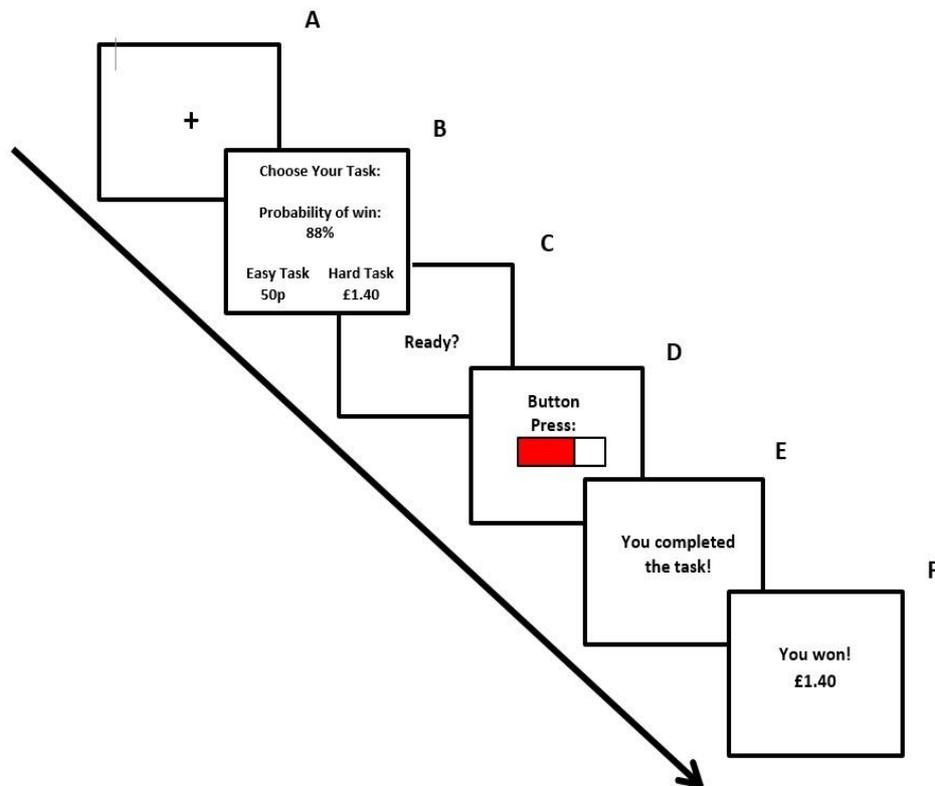 A
+
B
Choose Your Task:
Probability of win:
88%
Easy Task Hard Task
50p £1.40
C
Ready?
D
Button
Press:
E
You completed
the task!
F
You won!
£1.40